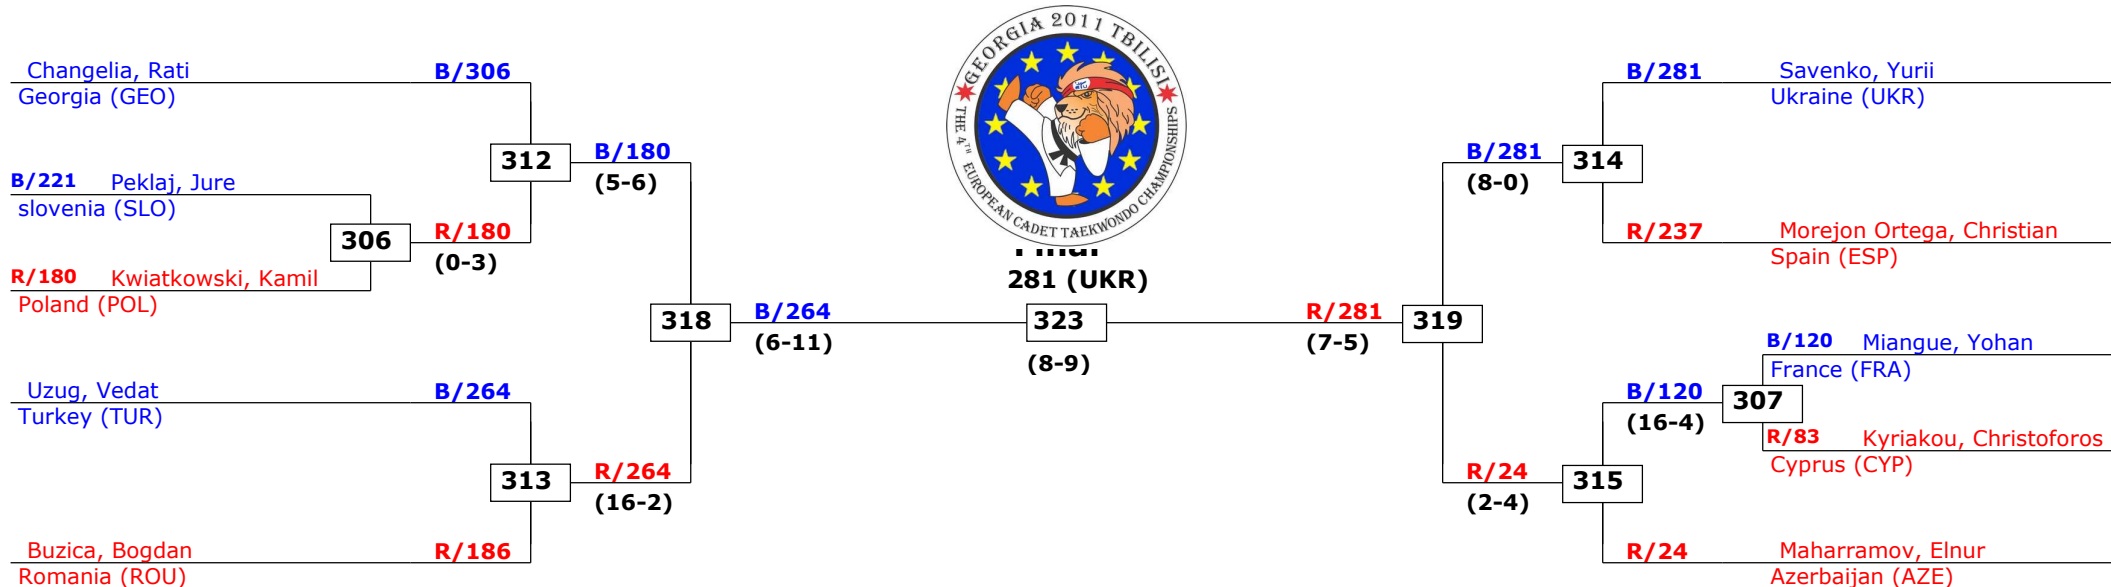 GEORGIA 2011 TBILISI
THE 4TH EUROPEAN CADET TAEKWONDO CHAMPIONSHIPS
ETU
Changelia, Rati B/306
Georgia (GEO)
312
B/180
(5-6)
B/221 Peklaj, Jure
slovenia (SLO)
306
R/180
(0-3)
R/180 Kwiatkowski, Kamil
Poland (POL)
318
B/264
(6-11)
Uzug, Vedat B/264
Turkey (TUR)
313
R/264
(16-2)
Buzica, Bogdan R/186
Romania (ROU)
Final
281 (UKR)
323
(8-9)
B/281 Savenko, Yurii
Ukraine (UKR)
B/281
(8-0)
314
R/237 Morejon Ortega, Christian
Spain (ESP)
R/281
(7-5)
319
B/120 Miangue, Yohan
France (FRA)
B/120
(16-4)
307
R/83 Kyriakou, Christoforos
Cyprus (CYP)
R/24
(2-4)
315
R/24 Maharramov, Elnur
Azerbaijan (AZE)